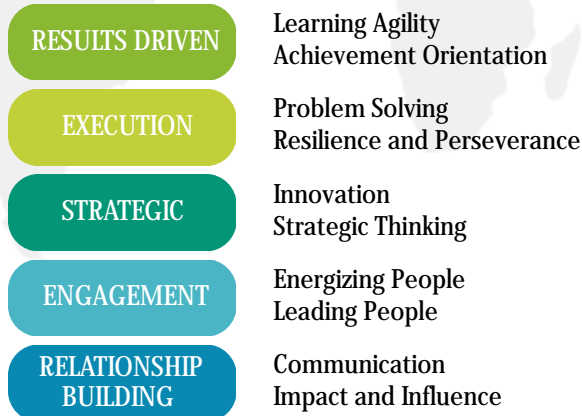 RESULTS DRIVEN
Learning Agility
Achievement Orientation
EXECUTION
Problem Solving
Resilience and Perseverance
STRATEGIC
Innovation
Strategic Thinking
ENGAGEMENT
Energizing People
Leading People
RELATIONSHIP
BUILDING
Communication
Impact and Influence